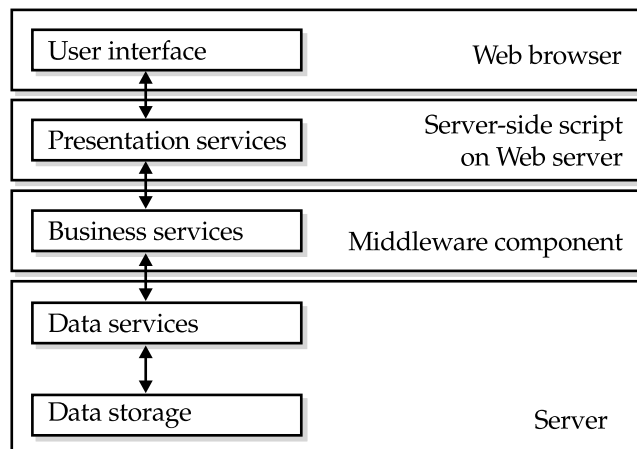 User interface
Web browser
Presentation services
Server-side script
on Web server
Business services
Middleware component
Data services
Data storage
Server